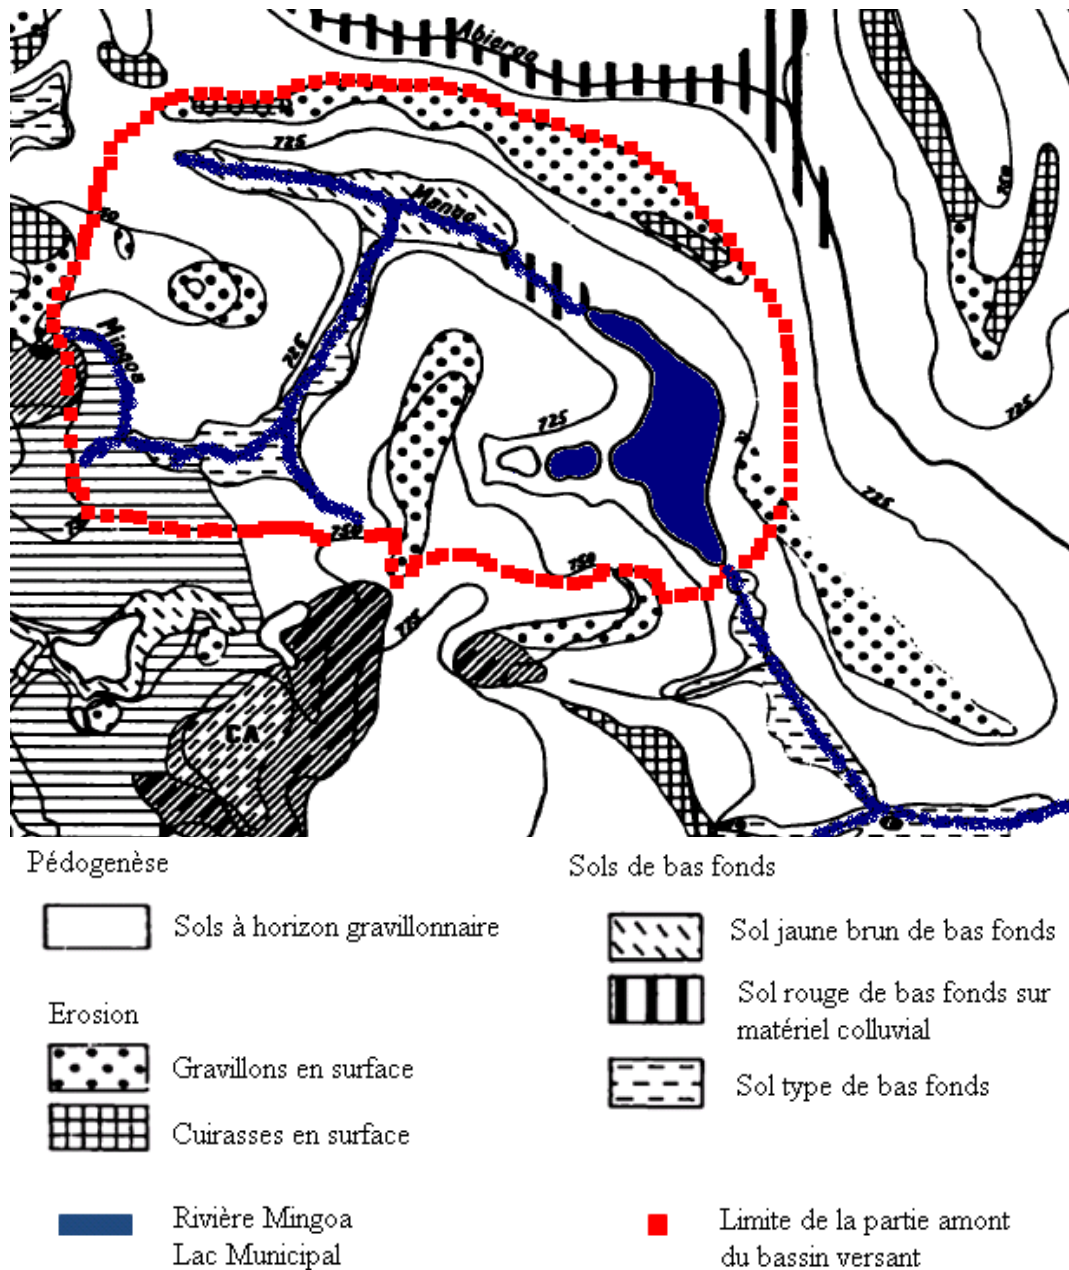 Abiergo
725
Mingoa
725
725
725
750
750
725
725
725
C.A
Pédogenèse
Sols à horizon gravillonnaire
Erosion
Gravillons en surface
Cuirasses en surface
Rivière Mingoa
Lac Municipal
Sols de bas fonds
Sol jaune brun de bas fonds
Sol rouge de bas fonds sur
matériel colluvial
Sol type de bas fonds
Limite de la partie amont
du bassin versant